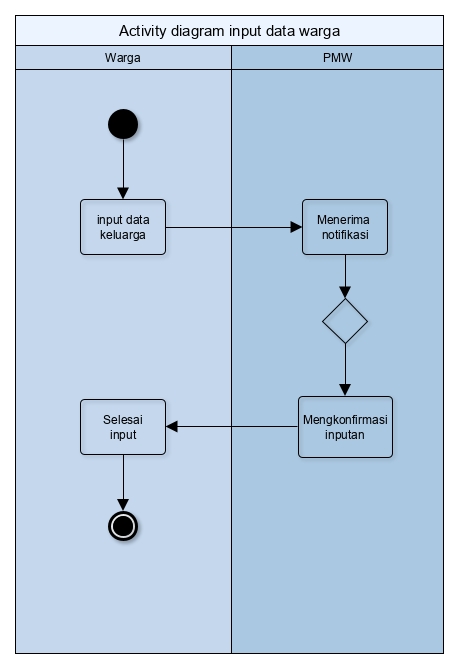 Activity diagram input data warga
Warga
PMW
input data
keluarga
Menerima
notifikasi
Mengkonfirmasi
inputan
Selesai
input